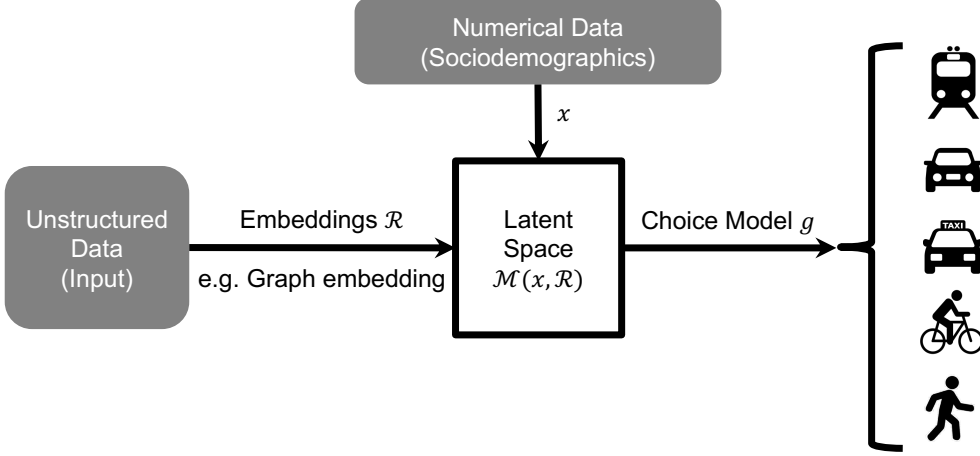 Numerical Data
(Sociodemographics)
x
Unstructured
Data
(Input)
Embeddings ℛ
e.g. Graph embedding
Latent
Space
ℳ(x, ℛ)
Choice Model g
TAXI